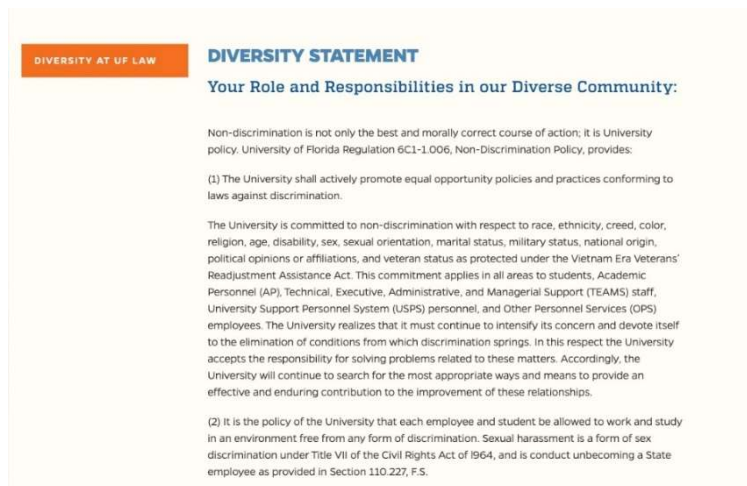 DIVERSITY AT UF LAW
DIVERSITY STATEMENT
Your Role and Responsibilities in our Diverse Community:
Non-discrimination is not only the best and morally correct course of action; it is University
policy. University of Florida Regulation 6C1-1.006, Non-Discrimination Policy, provides:
(1) The University shall actively promote equal opportunity policies and practices conforming to
laws against discrimination.
The University is committed to non-discrimination with respect to race, ethnicity, creed, color,
religion, age, disability, sex, sexual orientation, marital status, military status, national origin,
political opinions or affiliations, and veteran status as protected under the Vietnam Era Veterans'
Readjustment Assistance Act. This commitment applies in all areas to students, Academic
Personnel (AP), Technical, Executive, Administrative, and Managerial Support (TEAMS) staff,
University Support Personnel System (USPS) personnel, and Other Personnel Services (OPS)
employees. The University realizes that it must continue to intensify its concern and devote itself
to the elimination of conditions from which discrimination springs. In this respect the University
accepts the responsibility for solving problems related to these matters. Accordingly, the
University will continue to search for the most appropriate ways and means to provide an
effective and enduring contribution to the improvement of these relationships.
(2) It is the policy of the University that each employee and student be allowed to work and study
in an environment free from any form of discrimination. Sexual harassment is a form of sex
discrimination under Title VII of the Civil Rights Act of l964, and is conduct unbecoming a State
employee as provided in Section 110.227, F.S.